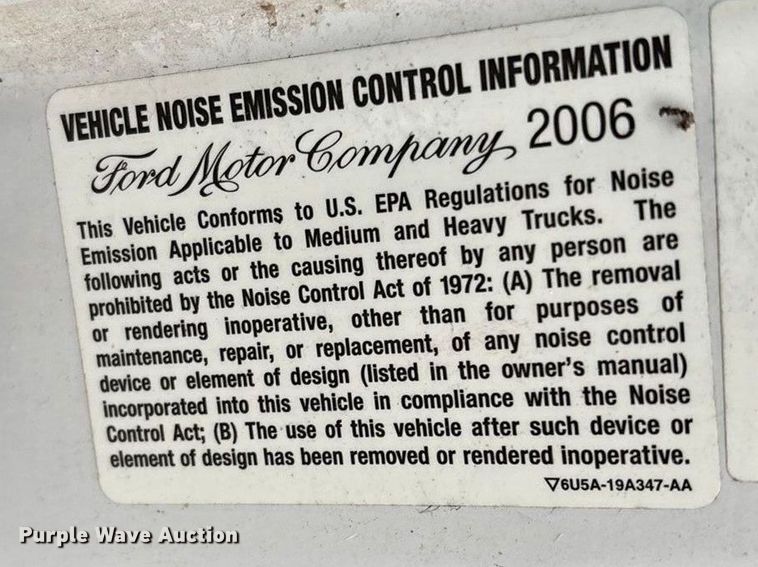 VEHICLE NOISE EMISSION CONTROL INFORMATION
Ford Motor Company 2006
This Vehicle Conforms to U.S. EPA Regulations for Noise
Emission Applicable to Medium and Heavy Trucks. The
following acts or the causing thereof by any person are
prohibited by the Noise Control Act of 1972: (A) The removal
or rendering inoperative, other than for purposes of
maintenance, repair, or replacement, of any noise control
device or element of design (listed in the owner's manual)
incorporated into this vehicle in compliance with the Noise
Control Act; (B) The use of this vehicle after such device or
element of design has been removed or rendered inoperative.
▽6U5A-19A347-AA
Purple Wave Auction